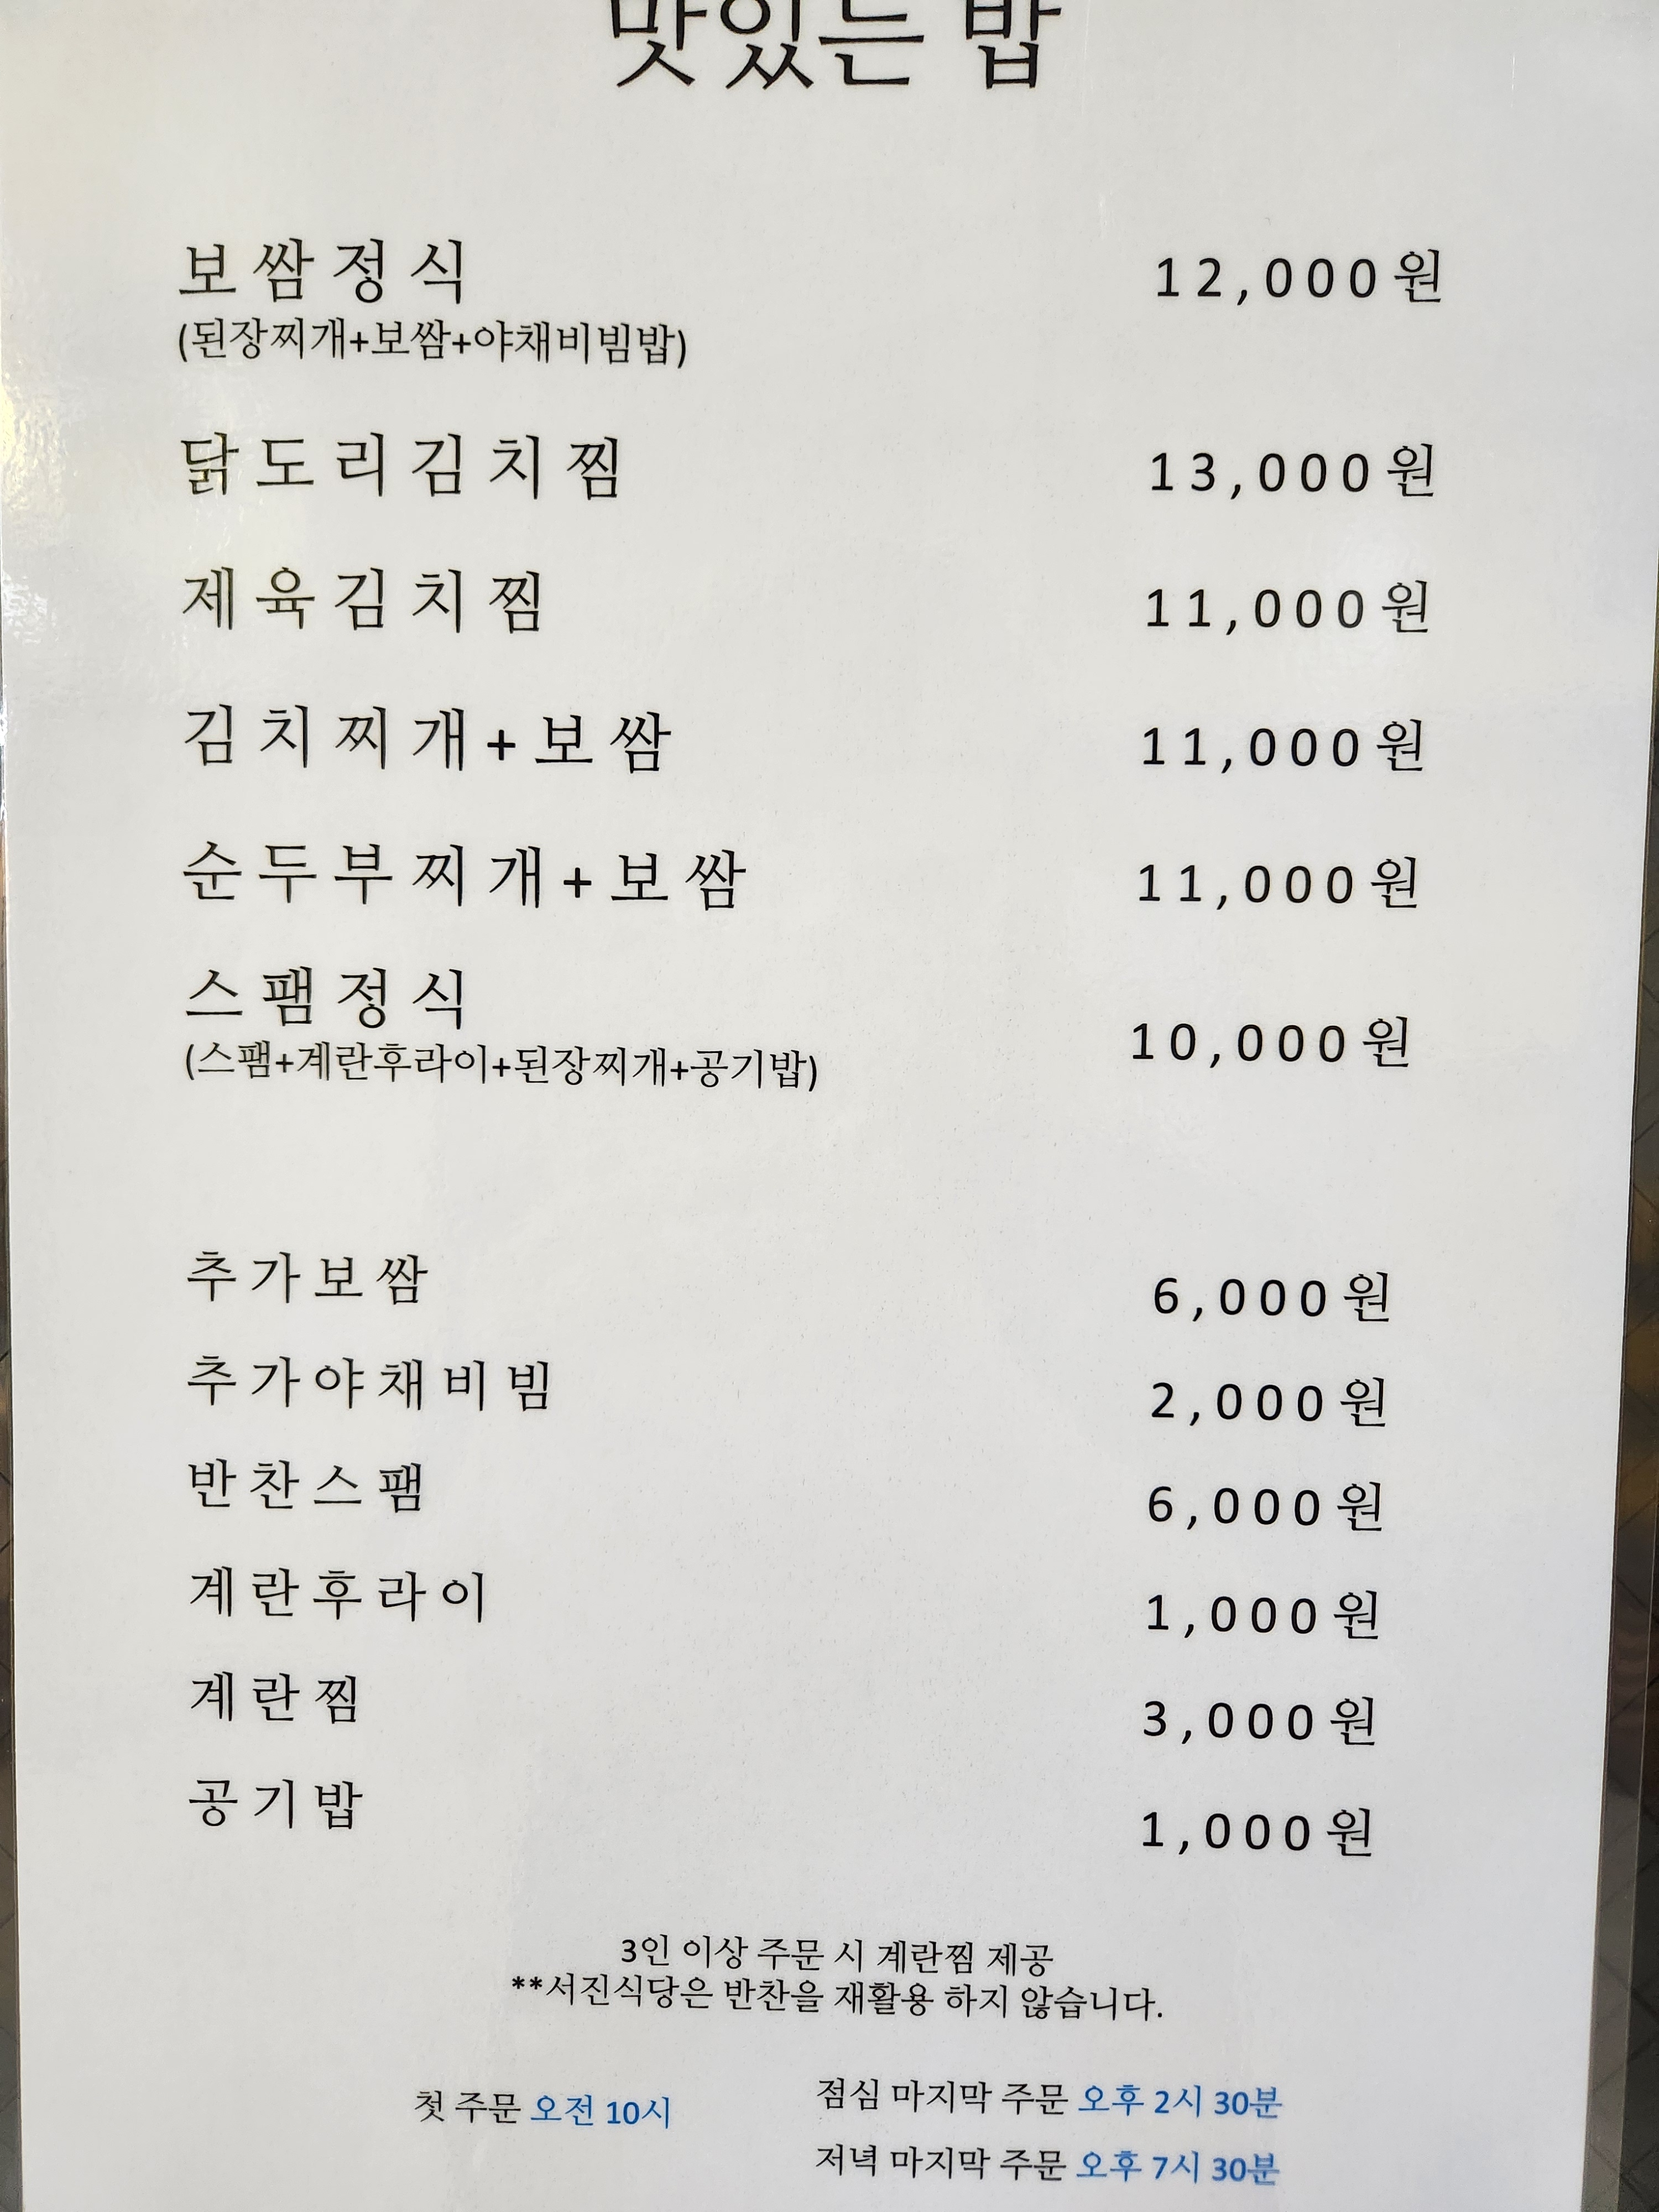 맛있는 밥
보쌈정식 12,000원
(된장찌개+보쌈+야채비빔밥)
닭도리김치찜 13,000원
제육김치찜 11,000원
김치찌개+보쌈 11,000원
순두부찌개+보쌈 11,000원
스팸정식 10,000원
(스팸+계란후라이+된장찌개+공기밥)
추가보쌈 6,000원
추가야채비빔 2,000원
반찬스팸 6,000원
계란후라이 1,000원
계란찜 3,000원
공기밥 1,000원
3인 이상 주문 시 계란찜 제공
**서진식당은 반찬을 재활용 하지 않습니다.
첫 주문 오전 10시 점심 마지막 주문 오후 2시 30분
저녁 마지막 주문 오후 7시 30분